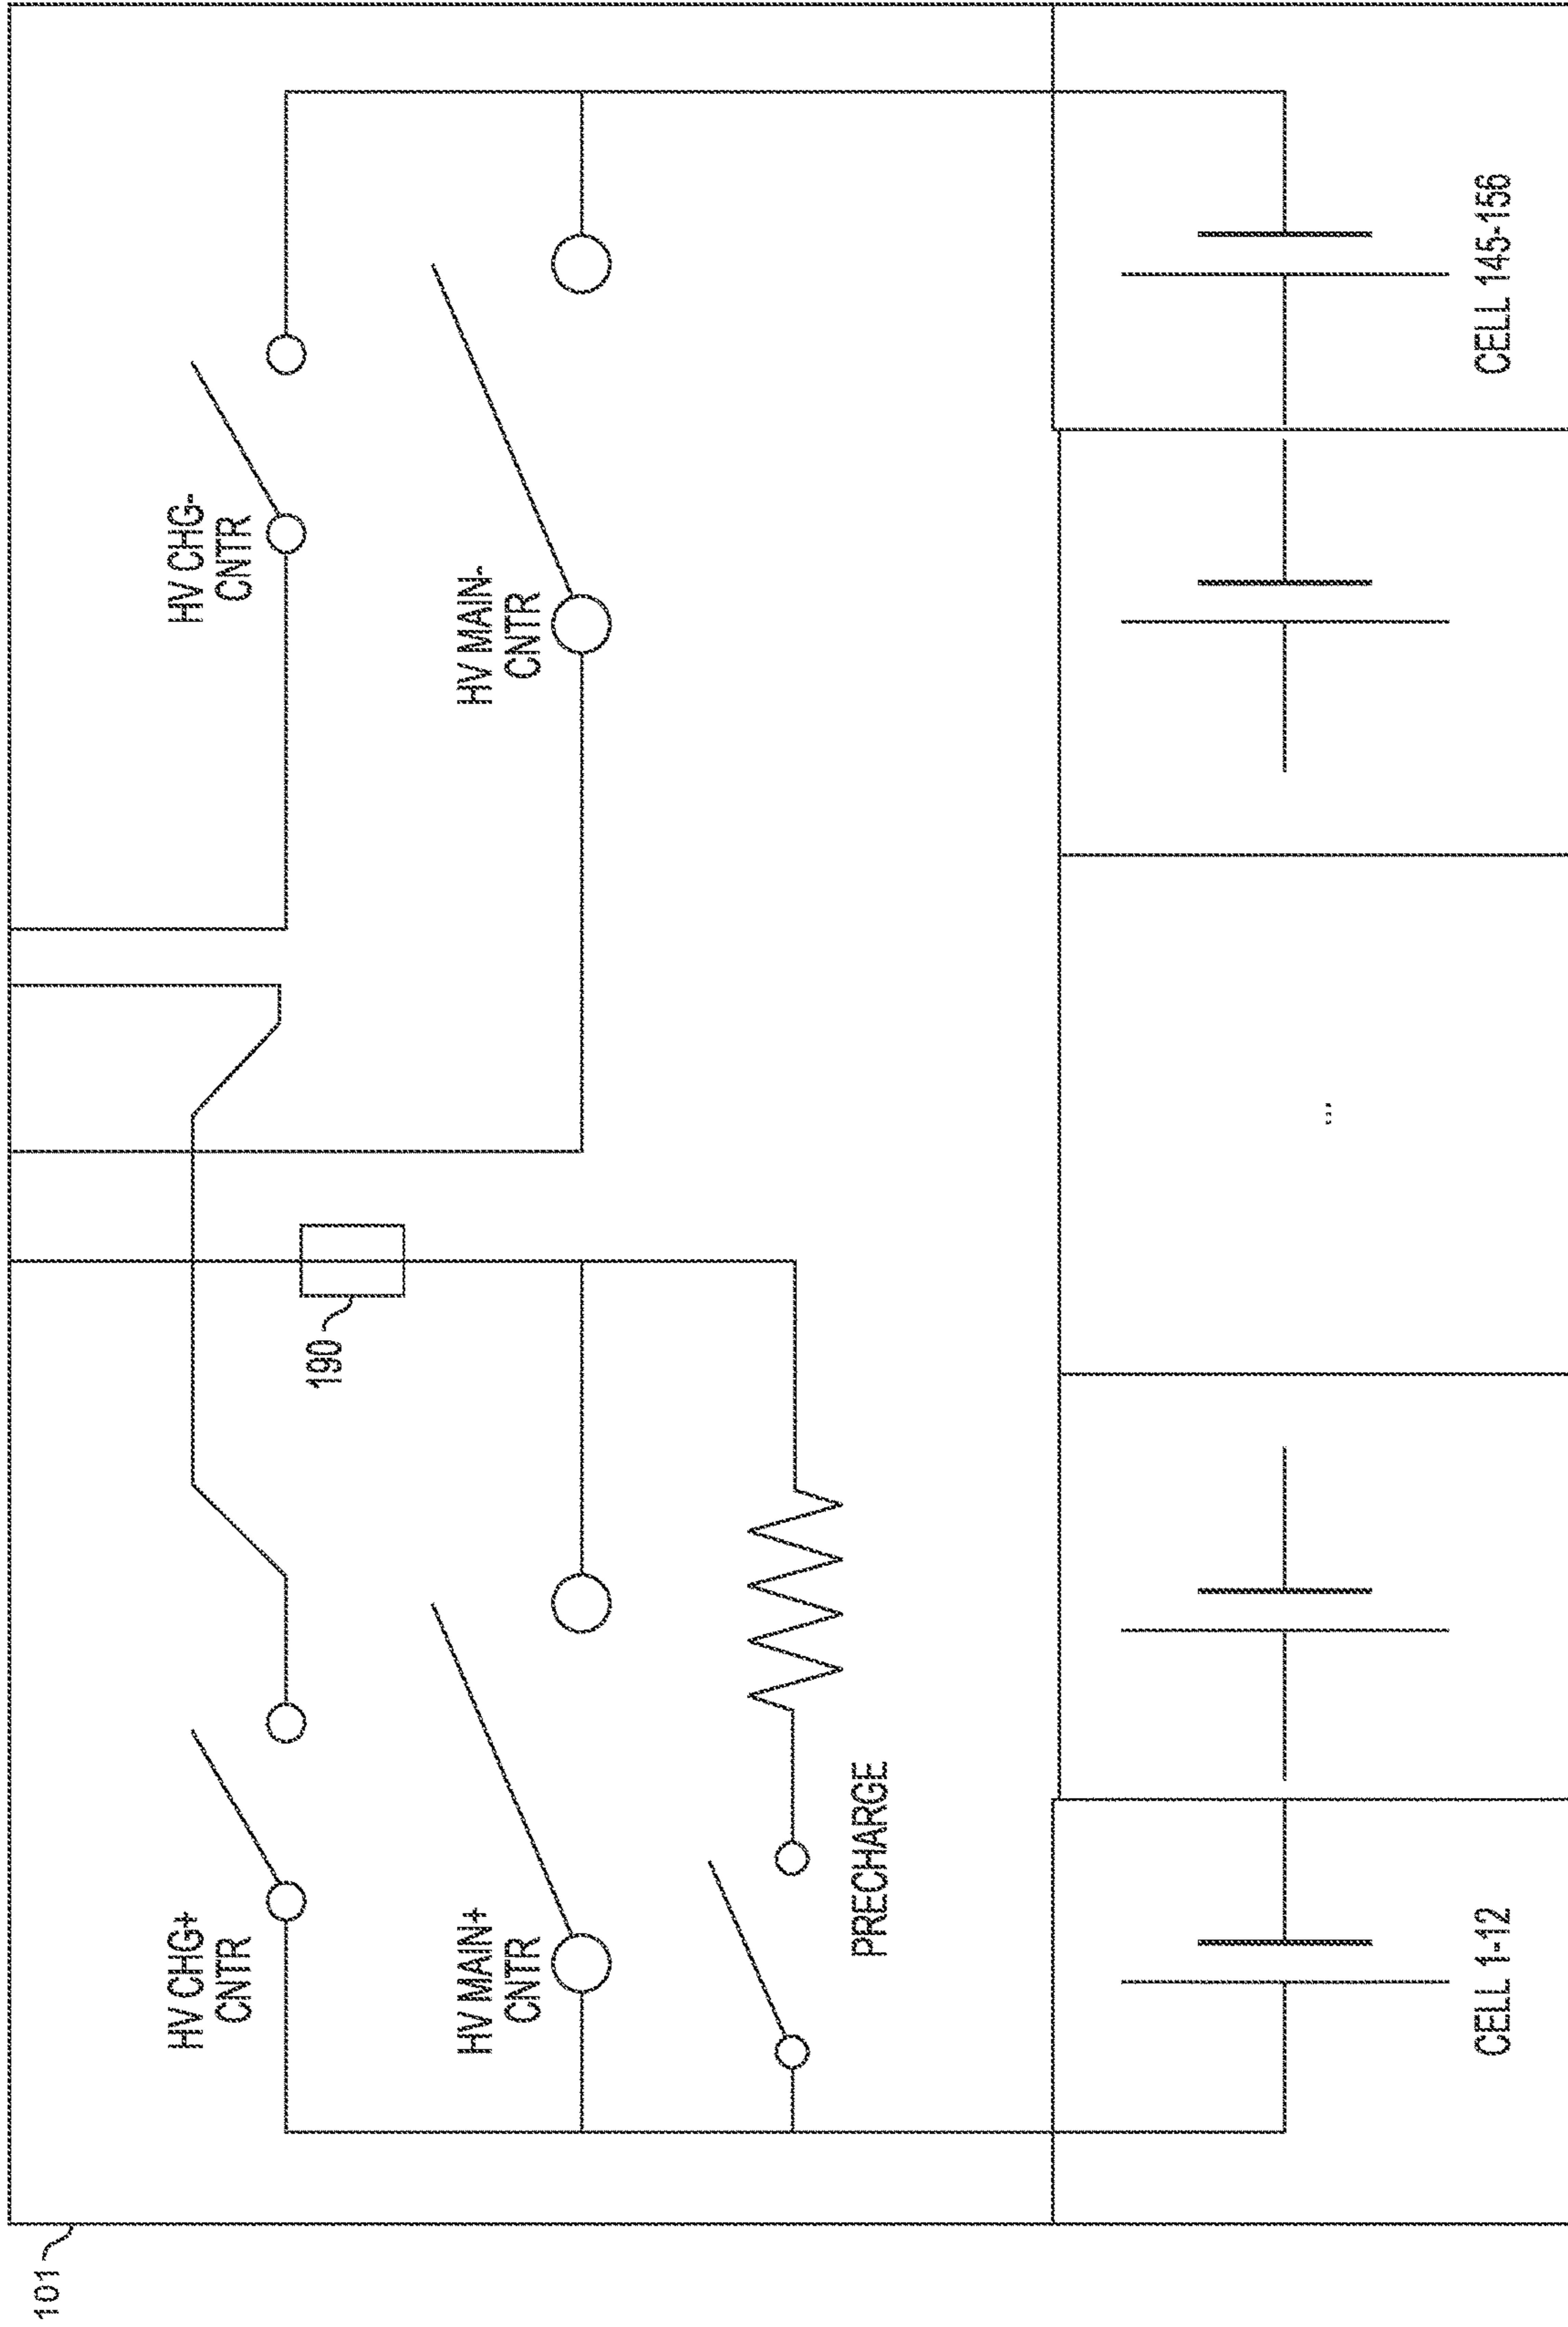 101
HV CHG+
CNTR
HV CHG-
CNTR
190
HV MAIN+
CNTR
HV MAIN-
CNTR
PRECHARGE
...
CELL 1-12
CELL 145-156